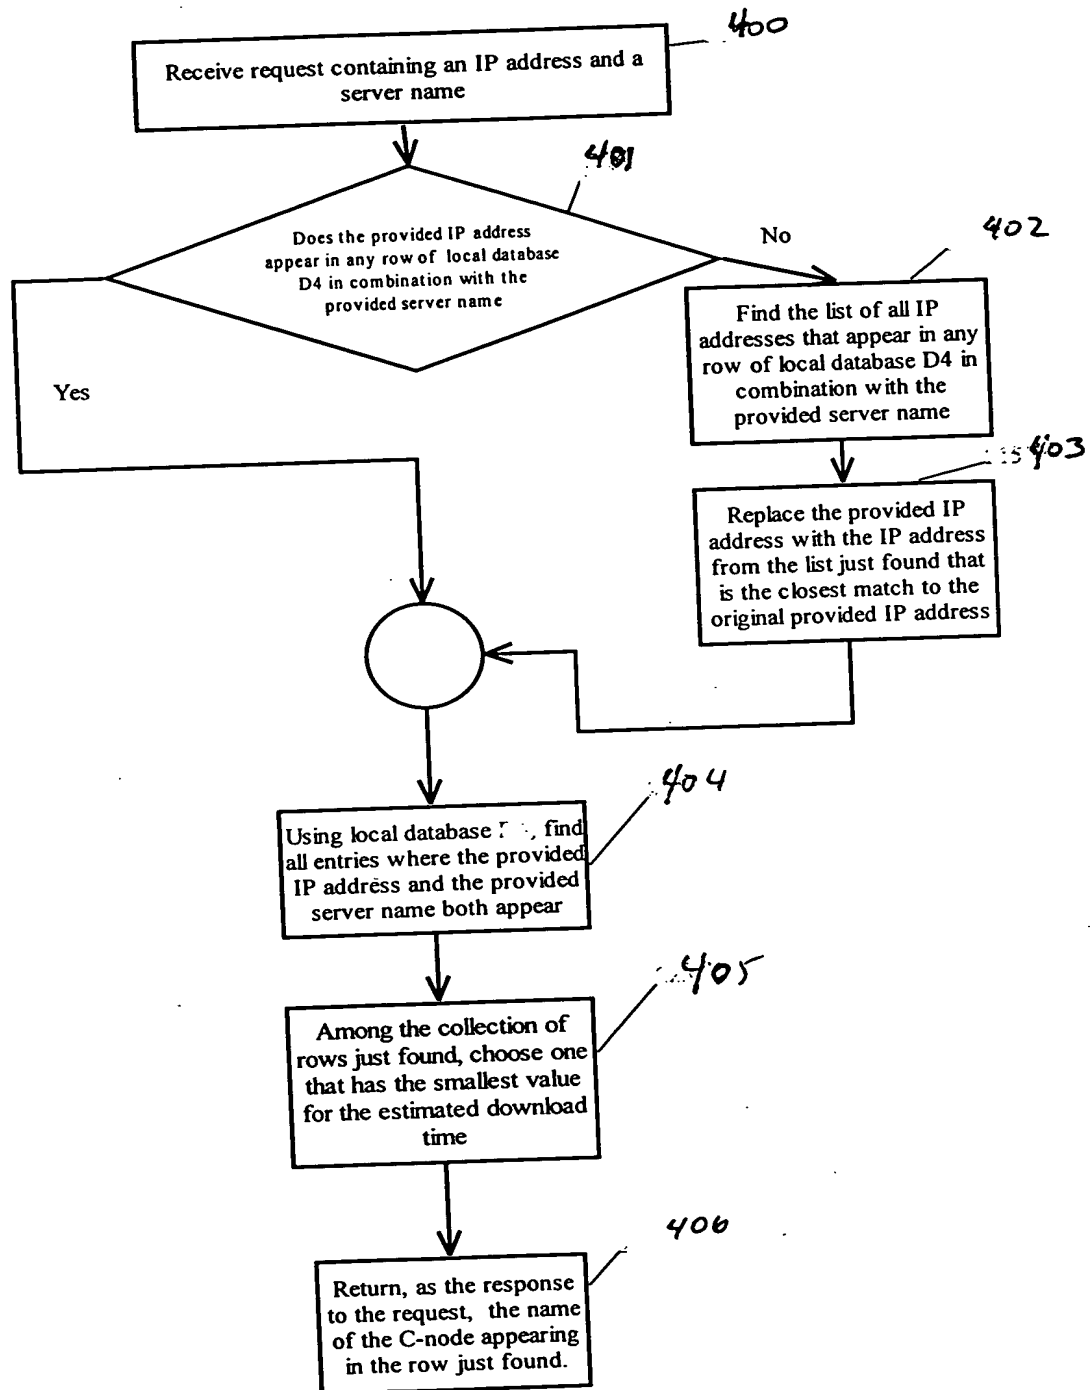 400
Receive request containing an IP address and a
server name
401
Does the provided IP address
appear in any row of local database
D4 in combination with the
provided server name
No
Yes
402
Find the list of all IP
addresses that appear in any
row of local database D4 in
combination with the
provided server name
403
Replace the provided IP
address with the IP address
from the list just found that
is the closest match to the
original provided IP address
404
Using local database , find
all entries where the provided
IP address and the provided
server name both appear
405
Among the collection of
rows just found, choose one
that has the smallest value
for the estimated download
time
406
Return, as the response
to the request, the name
of the C-node appearing
in the row just found.